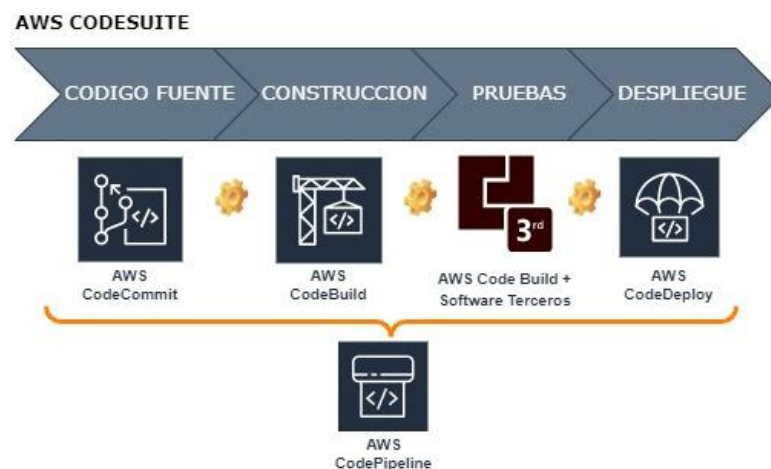 AWS CODESUITE
CODIGO FUENTE
CONSTRUCCION
PRUEBAS
DESPLIEGUE
3rd
AWS
CodeCommit
AWS
CodeBuild
AWS Code Build +
Software Terceros
AWS
CodeDeploy
AWS
CodePipeline